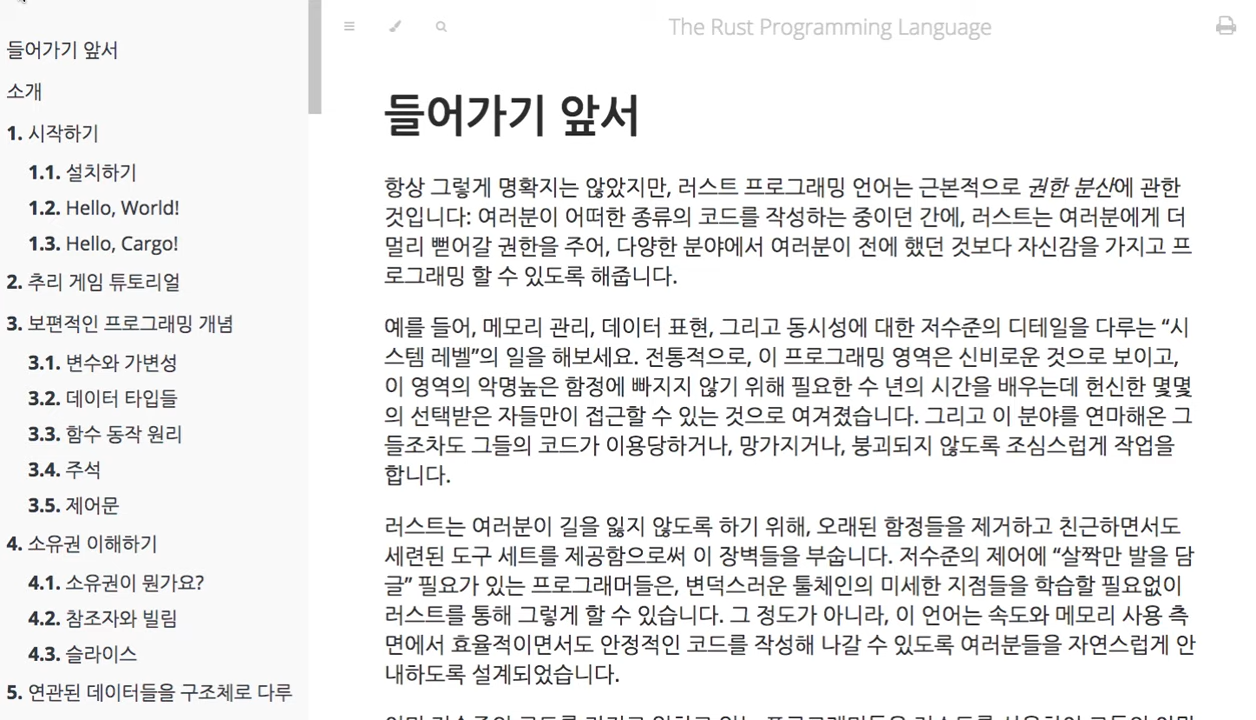 들어가기 앞서
소개
1. 시작하기
1.1. 설치하기
1.2. Hello, World!
1.3. Hello, Cargo!
2. 추리 게임 튜토리얼
3. 보편적인 프로그래밍 개념
3.1. 변수와 가변성
3.2. 데이터 타입들
3.3. 함수 동작 원리
3.4. 주석
3.5. 제어문
4. 소유권 이해하기
4.1. 소유권이 뭔가요?
4.2. 참조자와 빌림
4.3. 슬라이스
5. 연관된 데이터들을 구조체로 다루
The Rust Programming Language
들어가기 앞서
항상 그렇게 명확지는 않았지만, 러스트 프로그래밍 언어는 근본적으로 권한 분산에 관한
것입니다: 여러분이 어떠한 종류의 코드를 작성하는 중이던 간에, 러스트는 여러분에게 더
멀리 뻗어갈 권한을 주어, 다양한 분야에서 여러분이 전에 했던 것보다 자신감을 가지고 프
로그래밍 할 수 있도록 해줍니다.
예를 들어, 메모리 관리, 데이터 표현, 그리고 동시성에 대한 저수준의 디테일을 다루는 “시
스템 레벨”의 일을 해보세요. 전통적으로, 이 프로그래밍 영역은 신비로운 것으로 보이고,
이 영역의 악명높은 함정에 빠지지 않기 위해 필요한 수 년의 시간을 배우는데 헌신한 몇몇
의 선택받은 자들만이 접근할 수 있는 것으로 여겨졌습니다. 그리고 이 분야를 연마해온 그
들조차도 그들의 코드가 이용당하거나, 망가지거나, 붕괴되지 않도록 조심스럽게 작업을
합니다.
러스트는 여러분이 길을 잃지 않도록 하기 위해, 오래된 함정들을 제거하고 친근하면서도
세련된 도구 세트를 제공함으로써 이 장벽들을 부숩니다. 저수준의 제어에 “살짝만 발을 담
글” 필요가 있는 프로그래머들은, 변덕스러운 툴체인의 미세한 지점들을 학습할 필요없이
러스트를 통해 그렇게 할 수 있습니다. 그 정도가 아니라, 이 언어는 속도와 메모리 사용 측
면에서 효율적이면서도 안정적인 코드를 작성해 나갈 수 있도록 여러분들을 자연스럽게 안
내하도록 설계되었습니다.